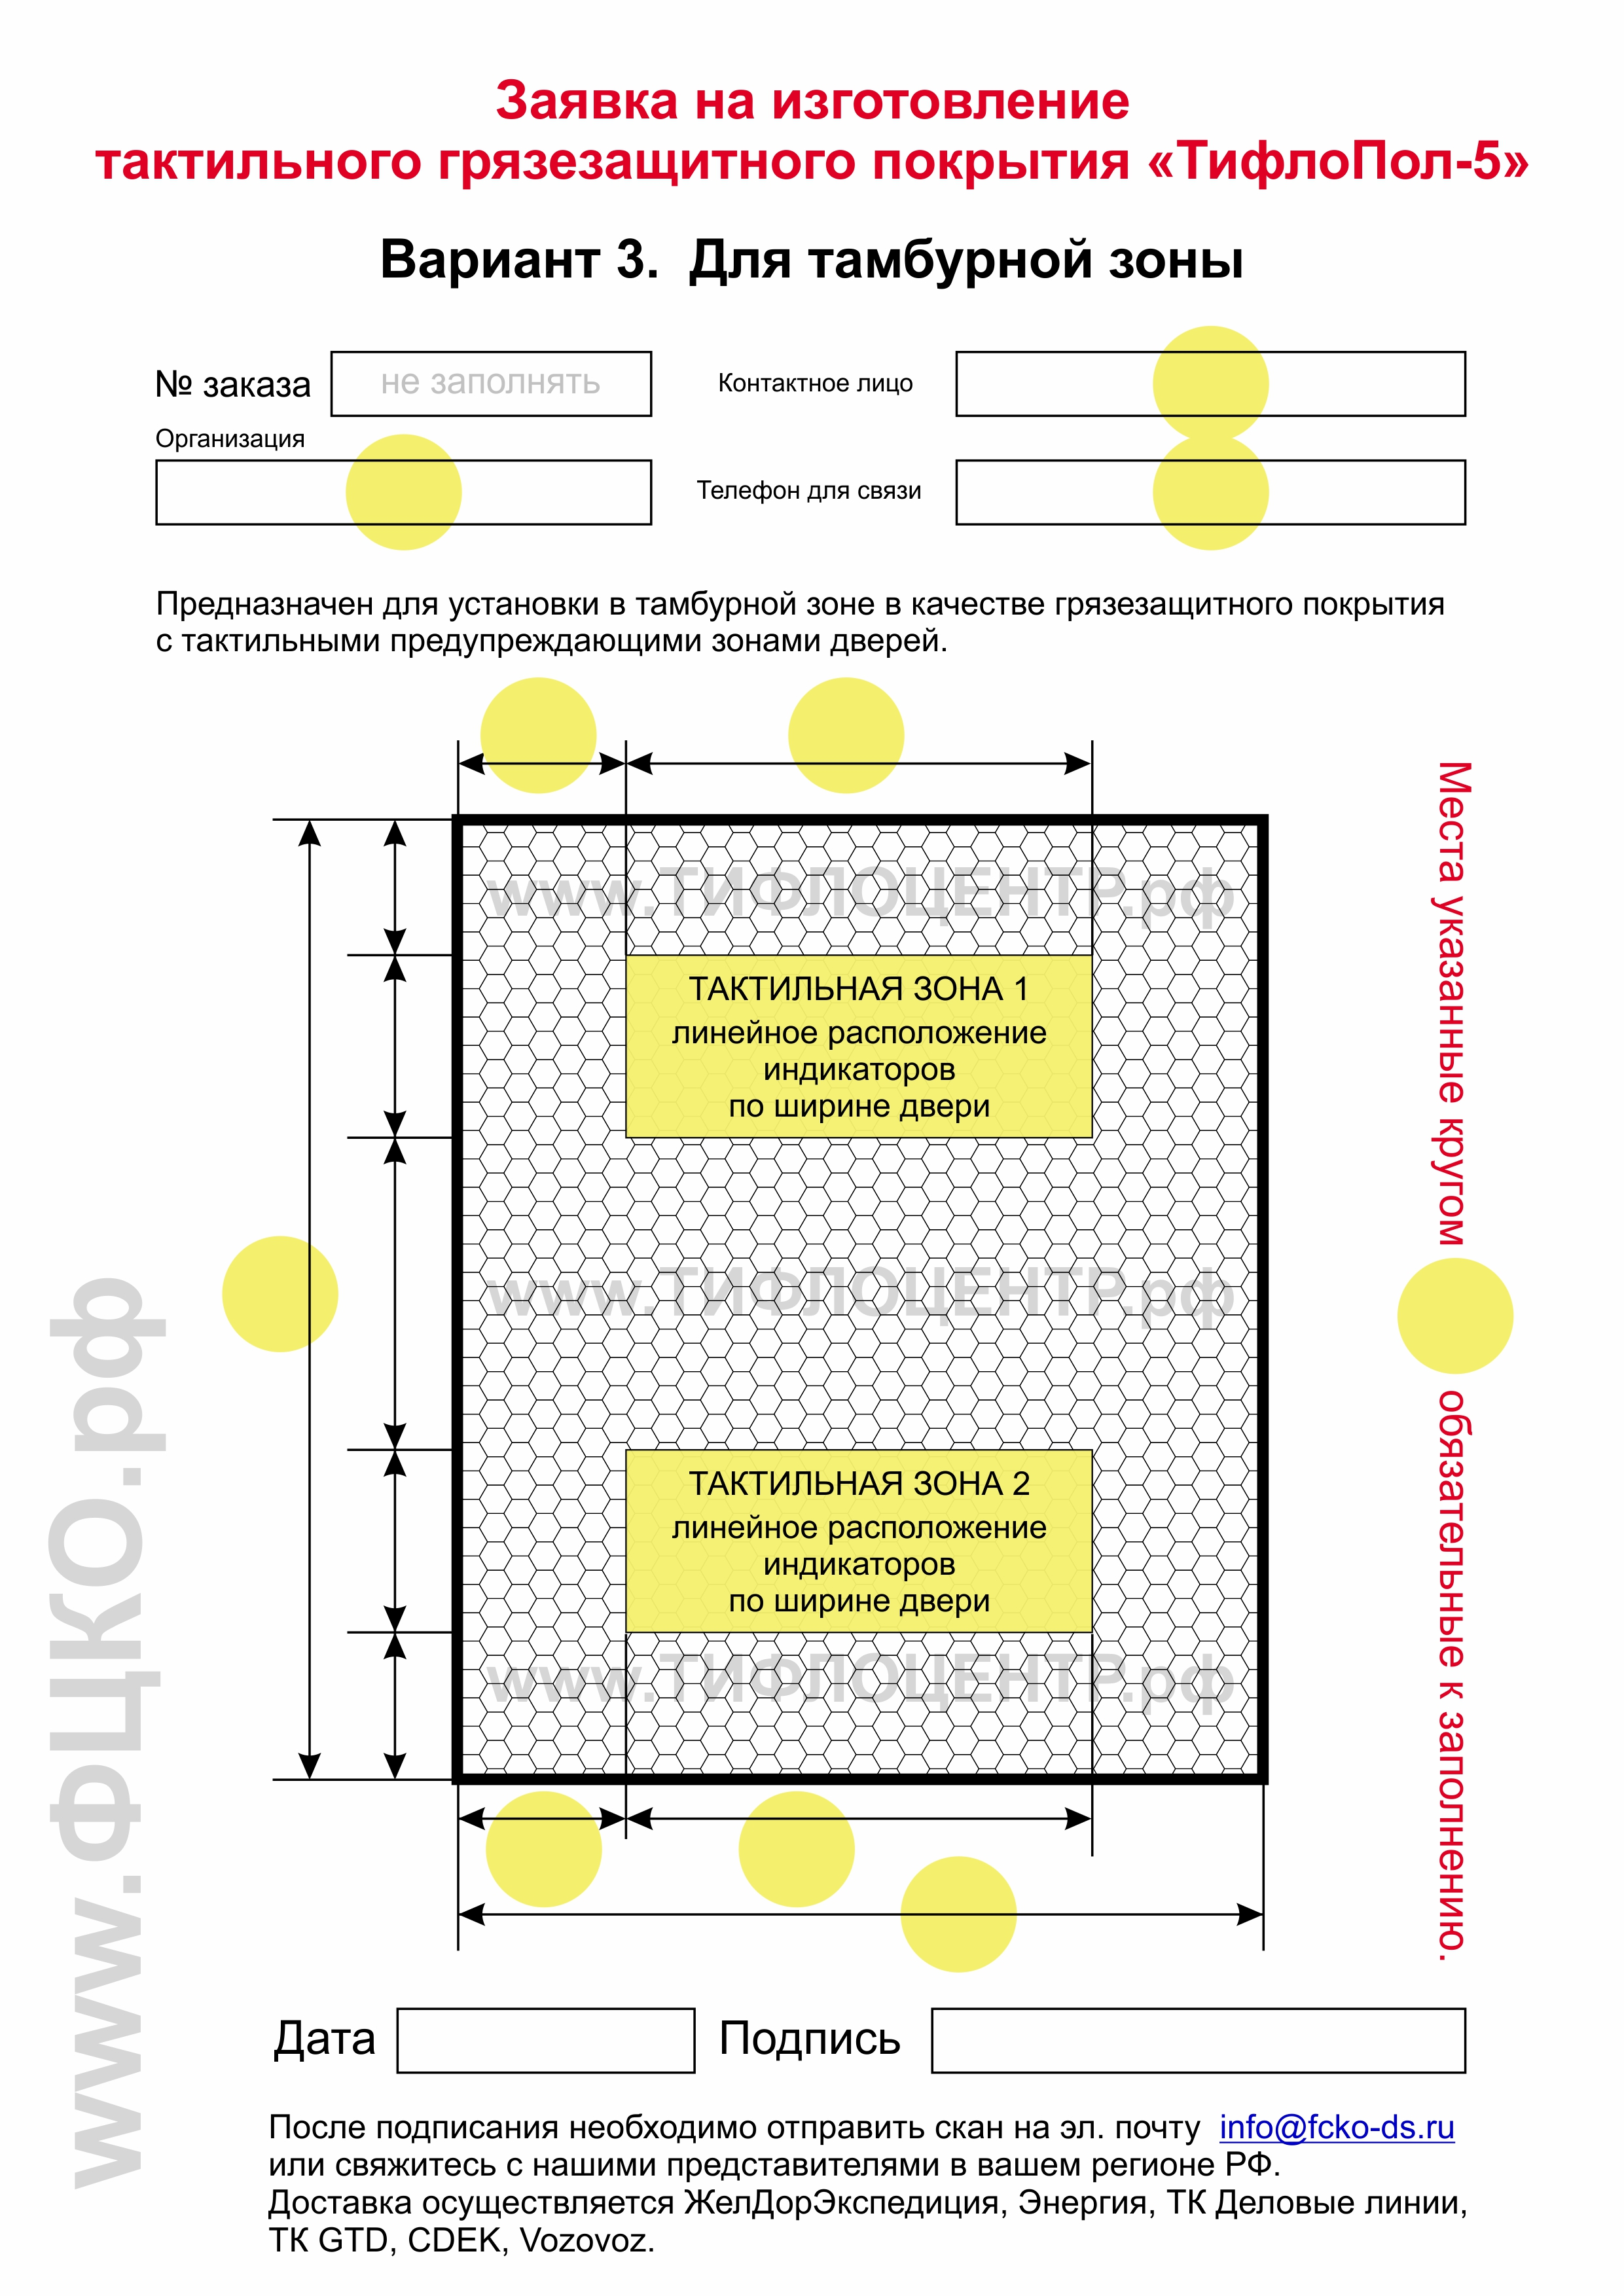 Заявка на изготовление
тактильного грязезащитного покрытия «ТифлоПол-5»
Вариант 3. Для тамбурной зоны
№ заказа
не заполнять
Контактное лицо
Организация
Телефон для связи
Предназначен для установки в тамбурной зоне в качестве грязезащитного покрытия
с тактильными предупреждающими зонами дверей.
www.ТИФЛОЦЕНТР.рф
ТАКТИЛЬНАЯ ЗОНА 1
линейное расположение
индикаторов
по ширине двери
www.ТИФЛОЦЕНТР.рф
ТАКТИЛЬНАЯ ЗОНА 2
линейное расположение
индикаторов
по ширине двери
www.ТИФЛОЦЕНТР.рф
Места указанные кругом обязательные к заполнению.
www.ФЦКО.рф
Дата
Подпись
После подписания необходимо отправить скан на эл. почту info@fcko-ds.ru
или свяжитесь с нашими представителями в вашем регионе РФ.
Доставка осуществляется ЖелДорЭкспедиция, Энергия, ТК Деловые линии,
ТК GTD, CDEK, Vozovoz.